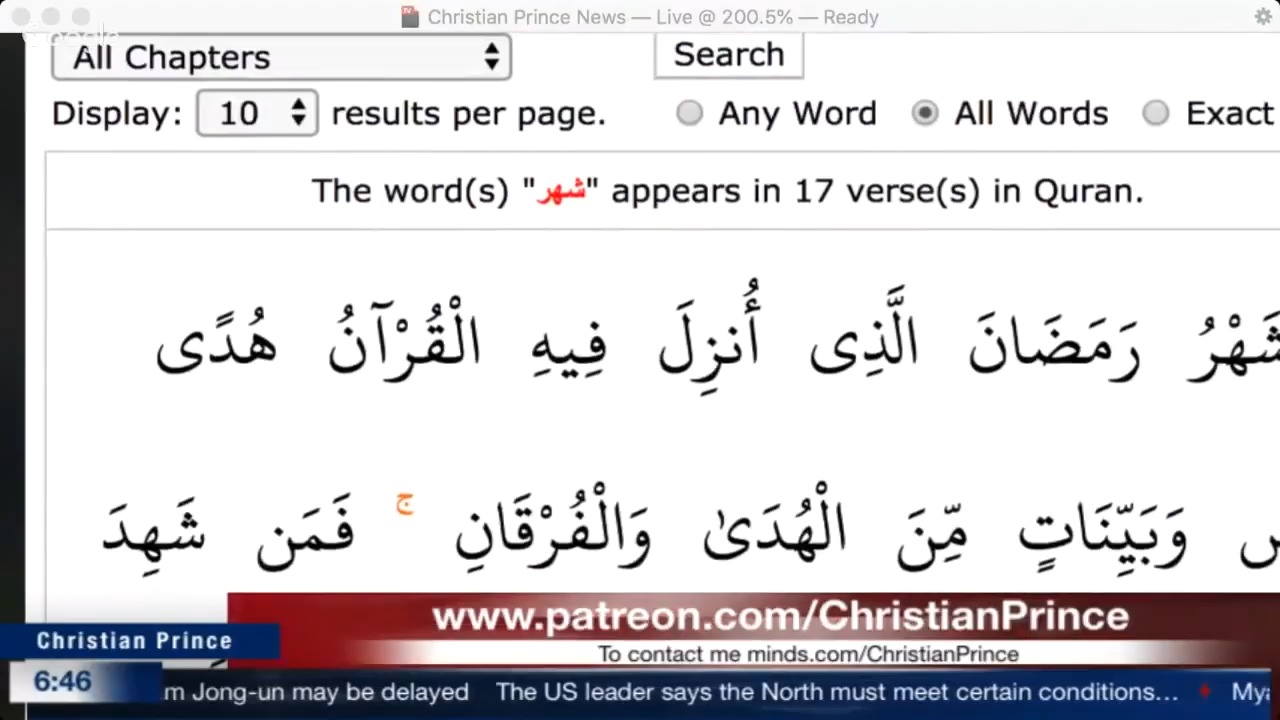 Christian Prince News — Live @ 200.5% — Ready
Google
All Chapters
Search
Display: 10 results per page. Any Word All Words Exact
The word(s) "شهر" appears in 17 verse(s) in Quran.
شَهْرُ رَمَضَانَ الَّذِى أُنزِلَ فِيهِ الْقُرْآنُ هُدًى
وَبَيِّنَاتٍ مِّنَ الْهُدَىٰ وَالْفُرْقَانِ ۚ فَمَن شَهِدَ
www.patreon.com/ChristianPrince
Christian Prince
To contact me minds.com/ChristianPrince
6:46
m Jong-un may be delayed The US leader says the North must meet certain conditions... Mya